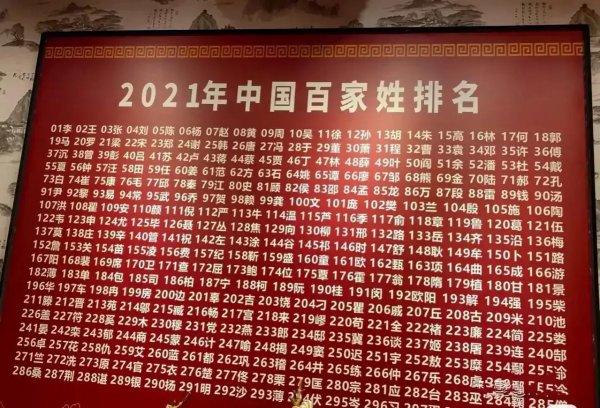 2021年中国百家姓排名
01李 02王 03张 04刘 05陈 06杨 07赵 08黄 09周 10吴 11徐 12孙 13胡 14朱 15高 16林 17何 18郭
19马 20罗 21梁 22宋 23郑 24谢 25韩 26唐 27冯 28于 29董 30萧 31程 32曹 33袁 34邓 35许 36傅
37沉 38曾 39彭 40吕 41苏 42卢 43蒋 44蔡 45贾 46丁 47林 48薛 49叶 50阎 51余 52潘 53杜 54戴
55夏 56钟 57汪 58田 59任 60姜 61范 62方 63石 64姚 65谭 66廖 67邹 68熊 69金 70陆 71郝 72孔
73白 74崔 75康 76毛 77邱 78秦 79江 80史 81顾 82侯 83邵 84孟 85龙 86万 87段 88雷 89钱 90汤
91尹 92黎 93易 94常 95武 96乔 97贺 98赖 99龚 100文 101庞 102樊 103兰 104殷 105施 106陶
107洪 108翟 109安 110颜 111倪 112严 113牛 114温 115芦 116季 117俞 118章 119鲁 120葛 121伍
122韦 123申 124尤 125毕 126聂 127丛 128焦 129向 130柳 131邢 132路 133岳 134齐 135沿 136梅
137莫 138庄 139辛 140管 141祝 142左 143涂 144谷 145祁 146时 147舒 148耿 149牟 150卜 151路
152詹 153关 154苗 155凌 156费 157纪 158靳 159盛 160童 161欧 162甄 163项 164曲 165成 166游
167阳 168裴 169席 170卫 171查 172屈 173鲍 174位 175覃 176霍 177翁 178隋 179植 180甘 181景
182薄 183单 184包 185司 186柏 187宁 188柯 189阮 190桂 191闵 192欧阳 193解 194强 195柴
196华 197车 198冉 199房 200边 201辜 202吉 203饶 204刁 205瞿 206戚 207丘 208古 209米 210池
211滕 212晋 213苑 214邬 215臧 216畅 217宫 218来 219嵺 220苟 221全 222褚 223廉 224简 225娄
226盖 227符 228奚 229木 230穆 231党 232燕 233郎 234邸 235冀 236谈 237姬 238屠 239连 240郜
241晏 242栾 243郁 244商 245蒙 246计 247喻 248揭 249窦 250迟 251宇 252敖 253糜 254鄢
256卓 257花 258仇 259艾 260蓝 261都 262巩 263稽 264井 265练 266仲 267乐
271竺 272冼 273原 274官 275衣 276楚 277佟 278栗 279匡 280宗 281应 282台 283巫
286桑 287荆 288谌 289银 290扬 291明 292沙 293薄